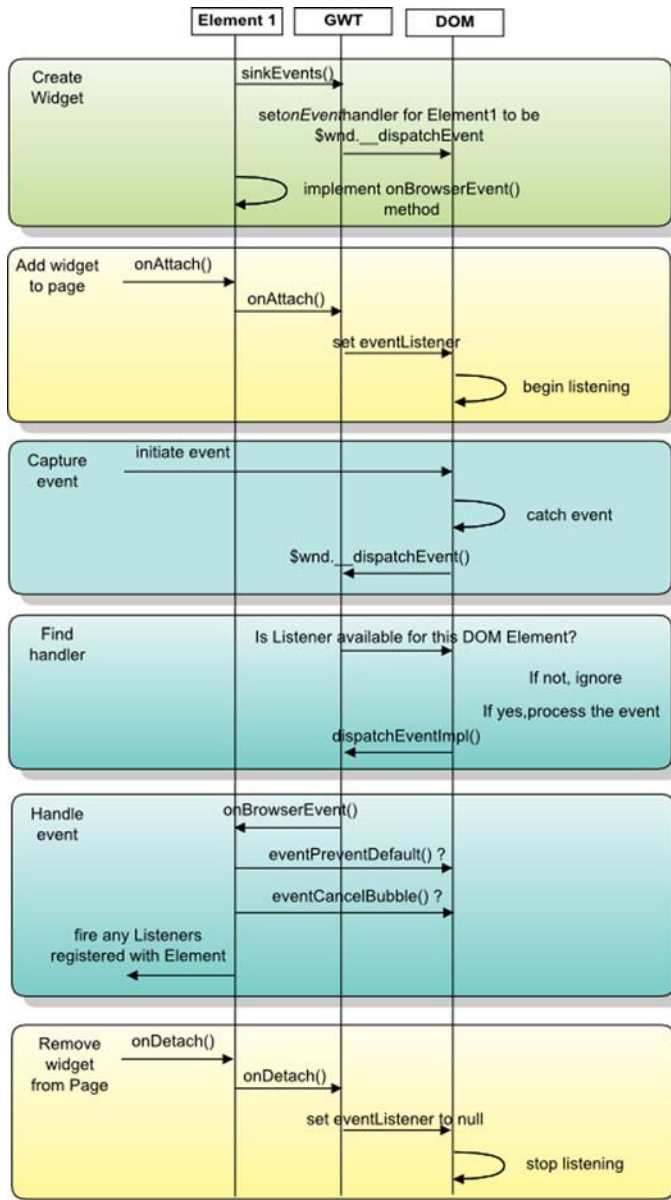 Element 1
GWT
DOM
Create
Widget
sinkEvents()
setonEventhandler for Element1 to be
$wnd.__dispatchEvent
implement onBrowserEvent()
method
Add widget
to page
onAttach()
onAttach()
set eventListener
begin listening
Capture
event
initiate event
catch event
$wnd.__dispatchEvent()
Find
handler
Is Listener available for this DOM Element?
If not, ignore
If yes,process the event
dispatchEventImpl()
Handle
event
onBrowserEvent()
eventPreventDefault() ?
eventCancelBubble() ?
fire any Listeners
registered with Element
Remove
widget
from Page
onDetach()
onDetach()
set eventListener to null
stop listening